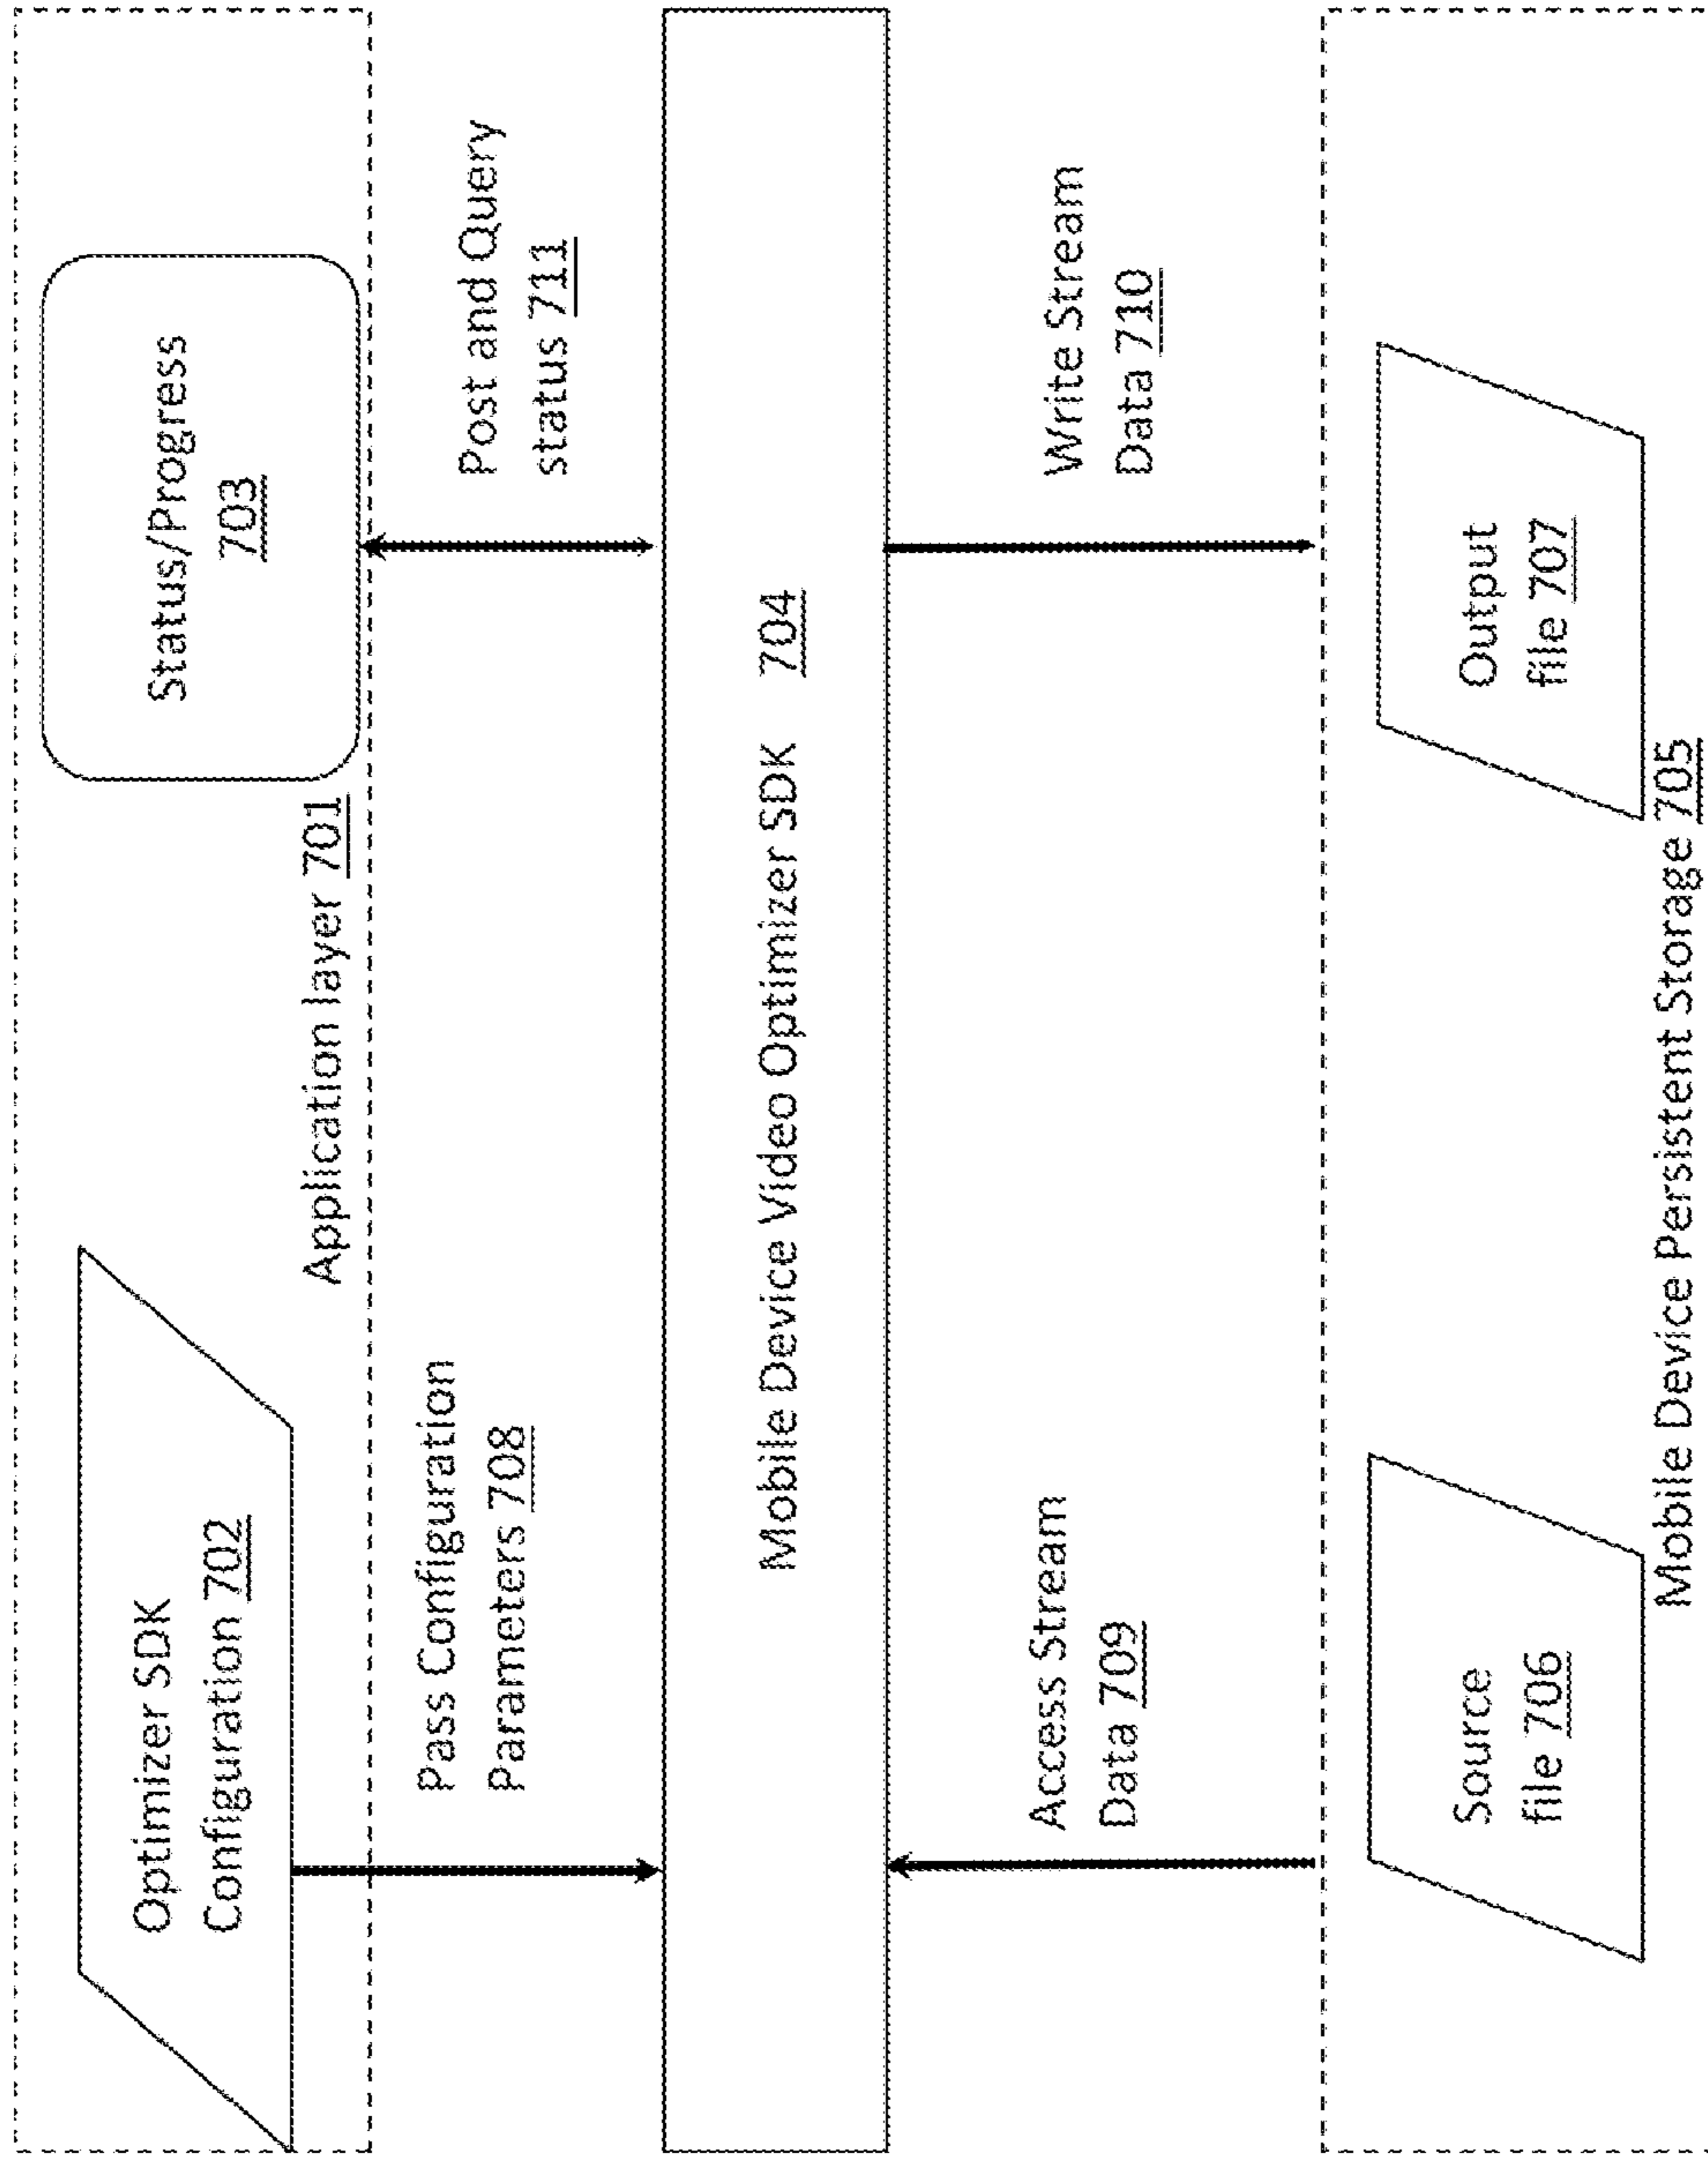 Optimizer SDK
Configuration 702
Status/Progress
703
Application layer 701
Pass Configuration
Parameters 708
Post and Query
status 711
Mobile Device Video Optimizer SDK 704
Access Stream
Data 709
Write Stream
Data 710
Source
file 706
Output
file 707
Mobile Device Persistent Storage 705